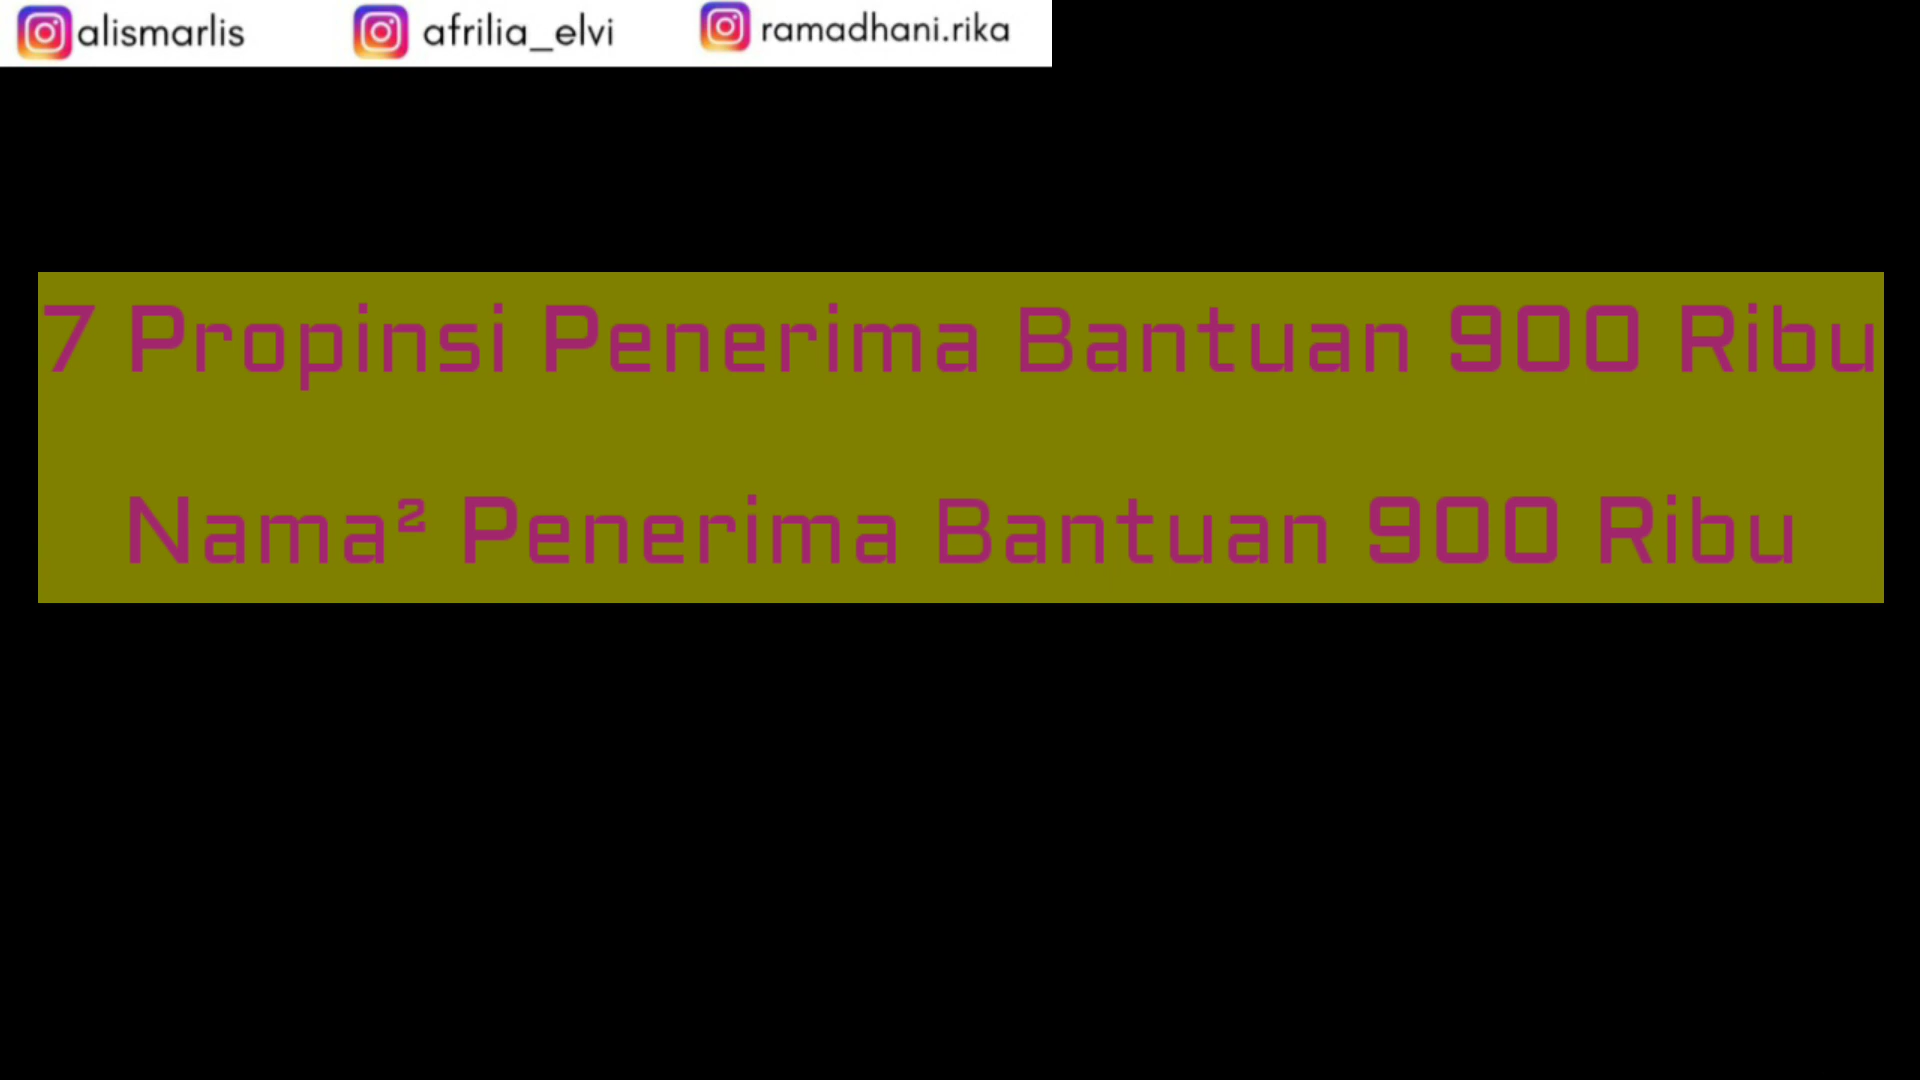 alismarlis afrilia_elvi ramadhani.rika
7 Propinsi Penerima Bantuan 900 Ribu
Nama² Penerima Bantuan 900 Ribu